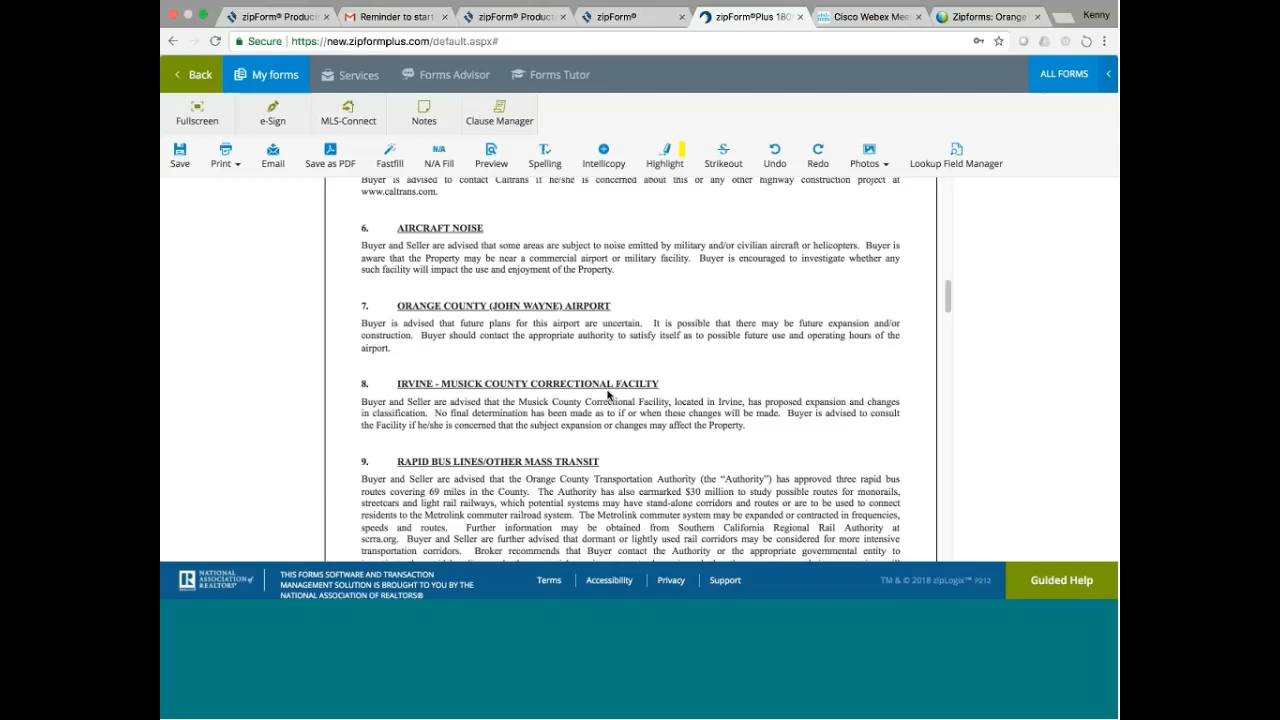 zipForm® Produci
Reminder to start
zipForm® Product
zipForm®
zipForm®Plus 180
Cisco Webex Mee
Zipforms: Orange
Kenny
Secure https://new.zipformplus.com/default.aspx#
Back My forms Services Forms Advisor Forms Tutor ALL FORMS
Fullscreen e-Sign MLS-Connect Notes Clause Manager
N/A
Save Print Email Save as PDF Fastfill N/A Fill Preview Spelling Intellicopy Highlight Strikeout Undo Redo Photos Lookup Field Manager
Buyer is advised to contact Caltrans if he/she is concerned about this or any other highway construction project at
www.caltrans.com.
6. AIRCRAFT NOISE
Buyer and Seller are advised that some areas are subject to noise emitted by military and/or civilian aircraft or helicopters. Buyer is
aware that the Property may be near a commercial airport or military facility. Buyer is encouraged to investigate whether any
such facility will impact the use and enjoyment of the Property.
7. ORANGE COUNTY (JOHN WAYNE) AIRPORT
Buyer is advised that future plans for this airport are uncertain. It is possible that there may be future expansion and/or
construction. Buyer should contact the appropriate authority to satisfy itself as to possible future use and operating hours of the
airport.
8. IRVINE - MUSICK COUNTY CORRECTIONAL FACILTY
Buyer and Seller are advised that the Musick County Correctional Facility, located in Irvine, has proposed expansion and changes
in classification. No final determination has been made as to if or when these changes will be made. Buyer is advised to consult
the Facility if he/she is concerned that the subject expansion or changes may affect the Property.
9. RAPID BUS LINES/OTHER MASS TRANSIT
Buyer and Seller are advised that the Orange County Transportation Authority (the “Authority”) has approved three rapid bus
routes covering 69 miles in the County. The Authority has also earmarked $30 million to study possible routes for monorails,
streetcars and light rail railways, which potential systems may have stand-alone corridors and routes or are to be used to connect
residents to the Metrolink commuter railroad system. The Metrolink commuter system may be expanded or contracted in frequencies,
speeds and routes. Further information may be obtained from Southern California Regional Rail Authority at
scrra.org. Buyer and Seller are further advised that dormant or lightly used rail corridors may be considered for more intensive
transportation corridors. Broker recommends that Buyer contact the Authority or the appropriate governmental entity to
NATIONAL ASSOCIATION of REALTORS®
THIS FORMS SOFTWARE AND TRANSACTION
MANAGEMENT SOLUTION IS BROUGHT TO YOU BY THE
NATIONAL ASSOCIATION OF REALTORS®
Terms Accessibility Privacy Support
TM & © 2018 zipLogix™ P212
Guided Help